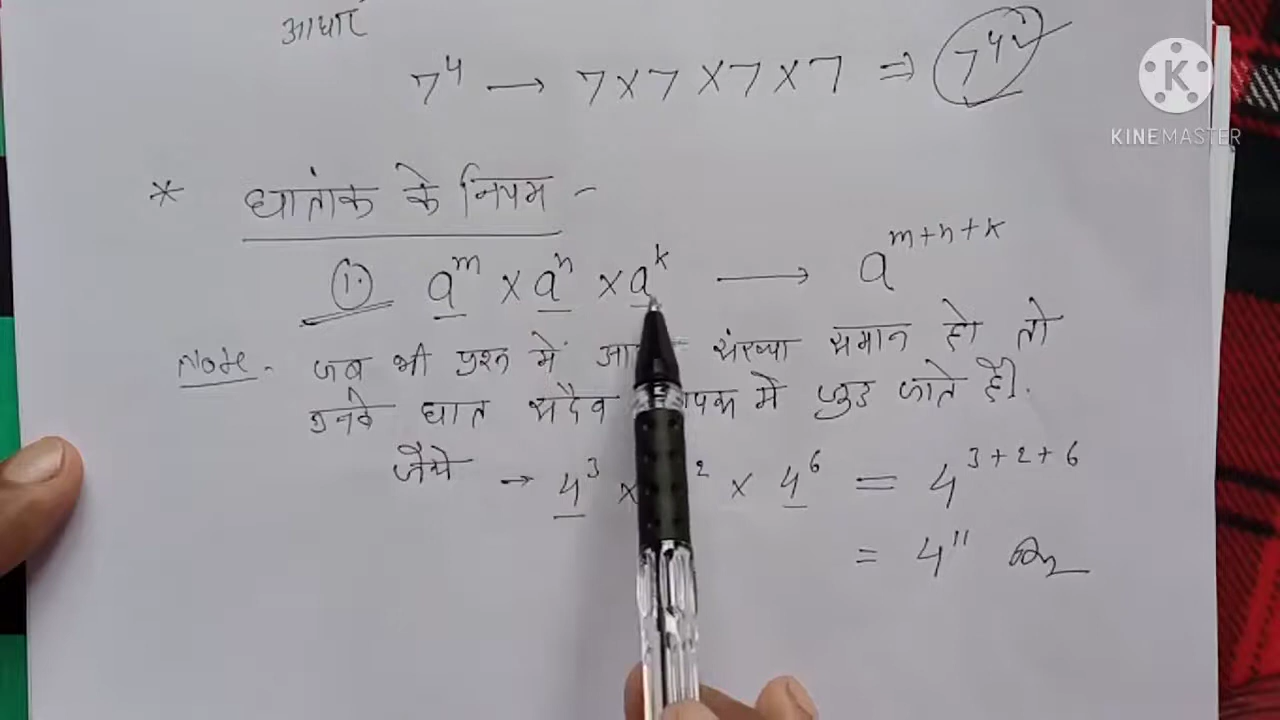 आधार
7⁴ → 7×7×7×7 ⇒ 7⁴
KINEMASTER
* घातांक के नियम -
① aᵐ × aⁿ × aᵏ → aᵐ⁺ⁿ⁺ᵏ
Note - जब भी प्रश्न में संख्या समान हो तो
उनके घात सदैव में जुड़ जाते हैं।
जैसे → 4³ × ² × 4⁶ = 4³⁺²⁺⁶
= 4¹¹